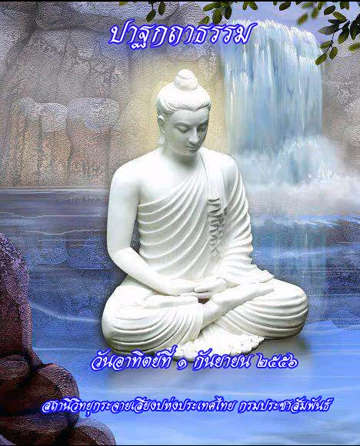 ปาฐกถาธรรม
วันอาทิตย์ที่ ๑ กันยายน ๒๕๕๖
สถานีวิทยุกระจายเสียงแห่งประเทศไทย กรมประชาสัมพันธ์